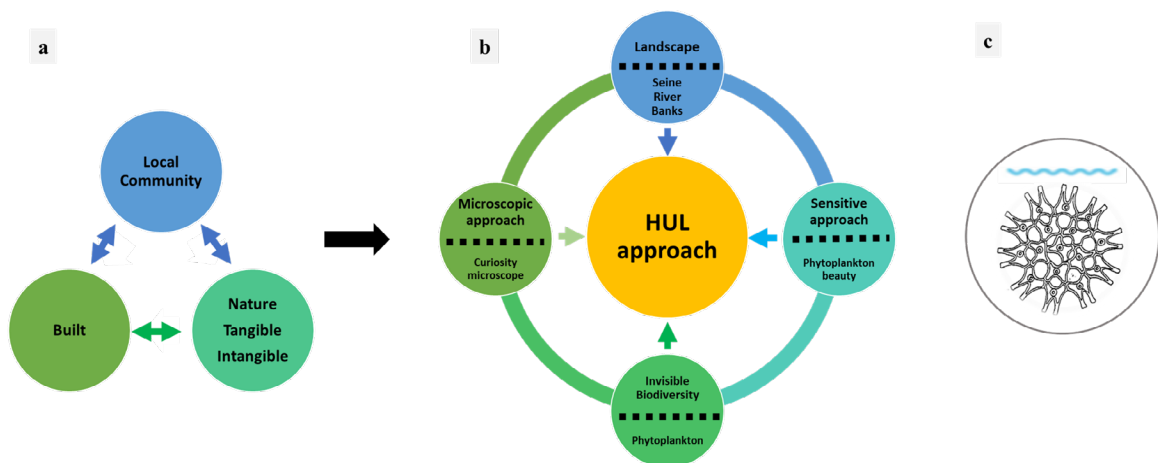 a
Local
Community
Built
Nature
Tangible
Intangible
b
Landscape
Seine
River
Banks
Microscopic
approach
Curiosity
microscope
HUL
approach
Sensitive
approach
Phytoplankton
beauty
Invisible
Biodiversity
Phytoplankton
c